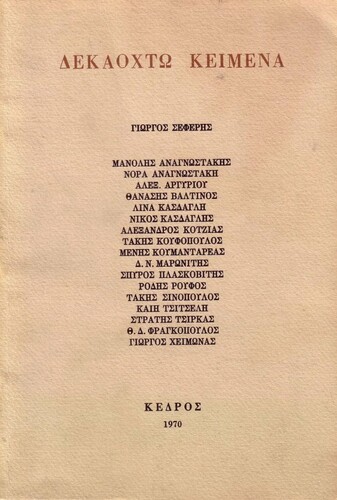 ΔΕΚΑΟΧΤΩ ΚΕΙΜΕΝΑ
ΓΙΩΡΓΟΣ ΣΕΦΕΡΗΣ
ΜΑΝΟΛΗΣ ΑΝΑΓΝΩΣΤΑΚΗΣ
ΝΟΡΑ ΑΝΑΓΝΩΣΤΑΚΗ
ΑΛΕΞ. ΑΡΓΥΡΙΟΥ
ΘΑΝΑΣΗΣ ΒΑΛΤΙΝΟΣ
ΛΙΝΑ ΚΑΣΔΑΓΛΗ
ΝΙΚΟΣ ΚΑΣΔΑΓΛΗΣ
ΑΛΕΞΑΝΔΡΟΣ ΚΟΤΖΙΑΣ
ΤΑΚΗΣ ΚΟΥΦΟΠΟΥΛΟΣ
ΜΕΝΗΣ ΚΟΥΜΑΝΤΑΡΕΑΣ
Δ. Ν. ΜΑΡΩΝΙΤΗΣ
ΣΠΥΡΟΣ ΠΛΑΣΚΟΒΙΤΗΣ
ΡΟΔΗΣ ΡΟΥΦΟΣ
ΤΑΚΗΣ ΣΙΝΟΠΟΥΛΟΣ
ΚΑΙΗ ΤΣΙΤΣΕΛΗ
ΣΤΡΑΤΗΣ ΤΣΙΡΚΑΣ
Θ. Δ. ΦΡΑΓΚΟΠΟΥΛΟΣ
ΓΙΩΡΓΟΣ ΧΕΙΜΩΝΑΣ
ΚΕΔΡΟΣ
1970